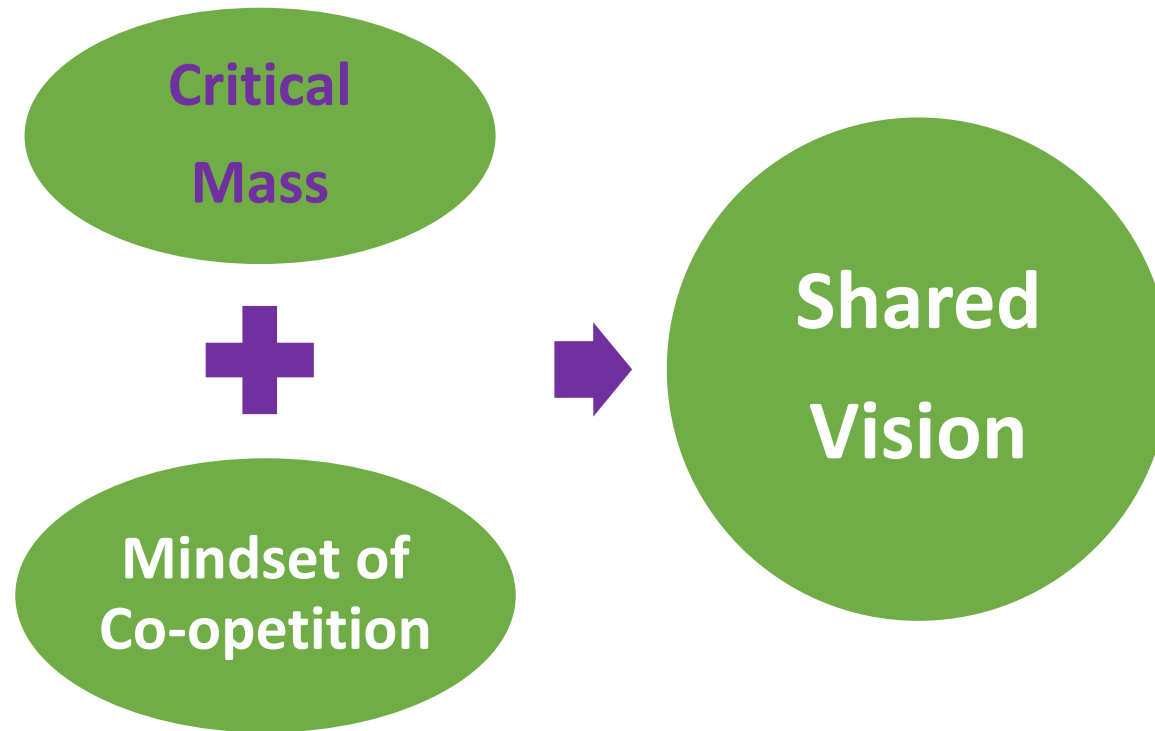 Critical
Mass
Mindset of
Co-opetition
Shared
Vision